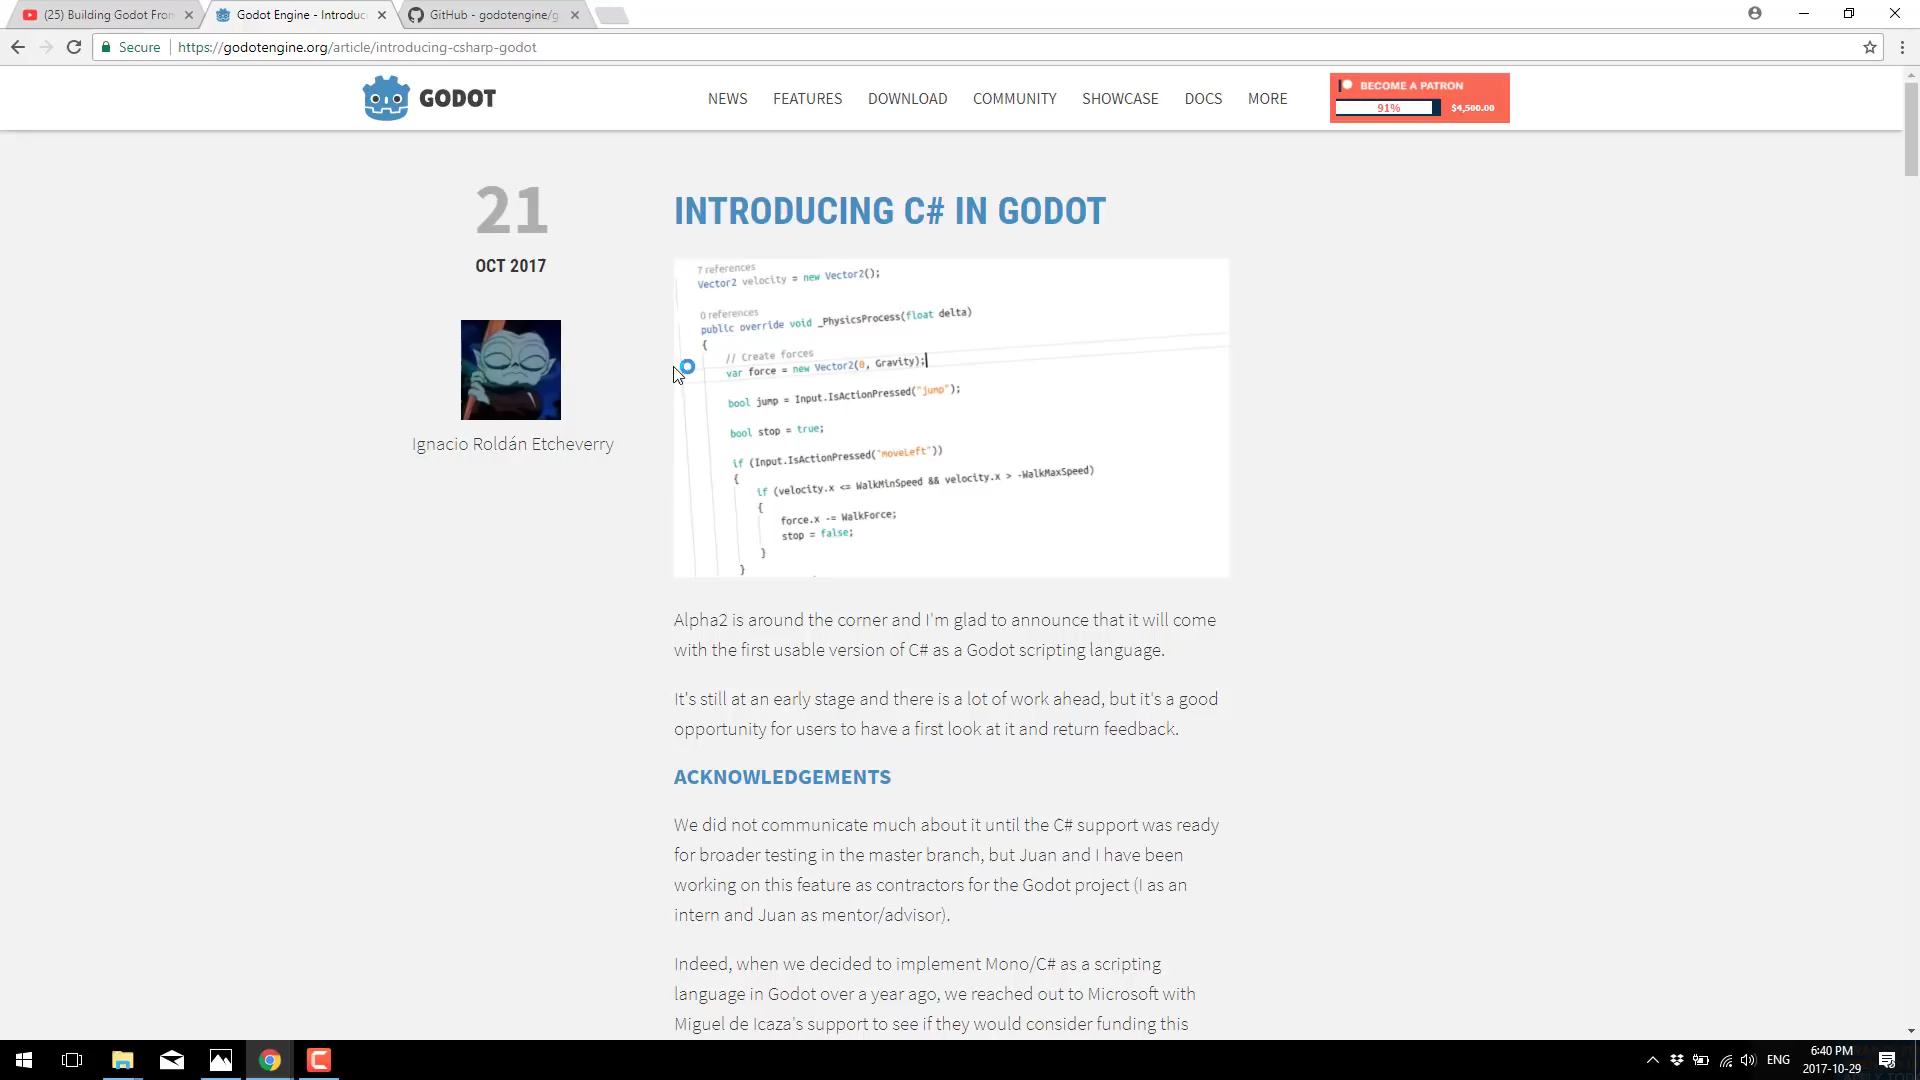 (25) Building Godot From
Godot Engine - Introduc
GitHub - godotengine/g
Secure
https://godotengine.org/article/introducing-csharp-godot
GODOT
NEWS
FEATURES
DOWNLOAD
COMMUNITY
SHOWCASE
DOCS
MORE
BECOME A PATRON
91%
$4,500.00
21
OCT 2017
Ignacio Roldán Etcheverry
INTRODUCING C# IN GODOT
7 references
Vector2 velocity = new Vector2();
0 references
public override void _PhysicsProcess(float delta)
{
// Create forces
var force = new Vector2(0, Gravity);
bool jump = Input.IsActionPressed("jump");
bool stop = true;
if (Input.IsActionPressed("moveLeft"))
{
if (velocity.x <= WalkMinSpeed && velocity.x > -WalkMaxSpeed)
{
force.x -= WalkForce;
stop = false;
}
}
Alpha2 is around the corner and I'm glad to announce that it will come
with the first usable version of C# as a Godot scripting language.
It's still at an early stage and there is a lot of work ahead, but it's a good
opportunity for users to have a first look at it and return feedback.
ACKNOWLEDGEMENTS
We did not communicate much about it until the C# support was ready
for broader testing in the master branch, but Juan and I have been
working on this feature as contractors for the Godot project (I as an
intern and Juan as mentor/advisor).
Indeed, when we decided to implement Mono/C# as a scripting
language in Godot over a year ago, we reached out to Microsoft with
Miguel de Icaza's support to see if they would consider funding this
ENG
6:40 PM
2017-10-29